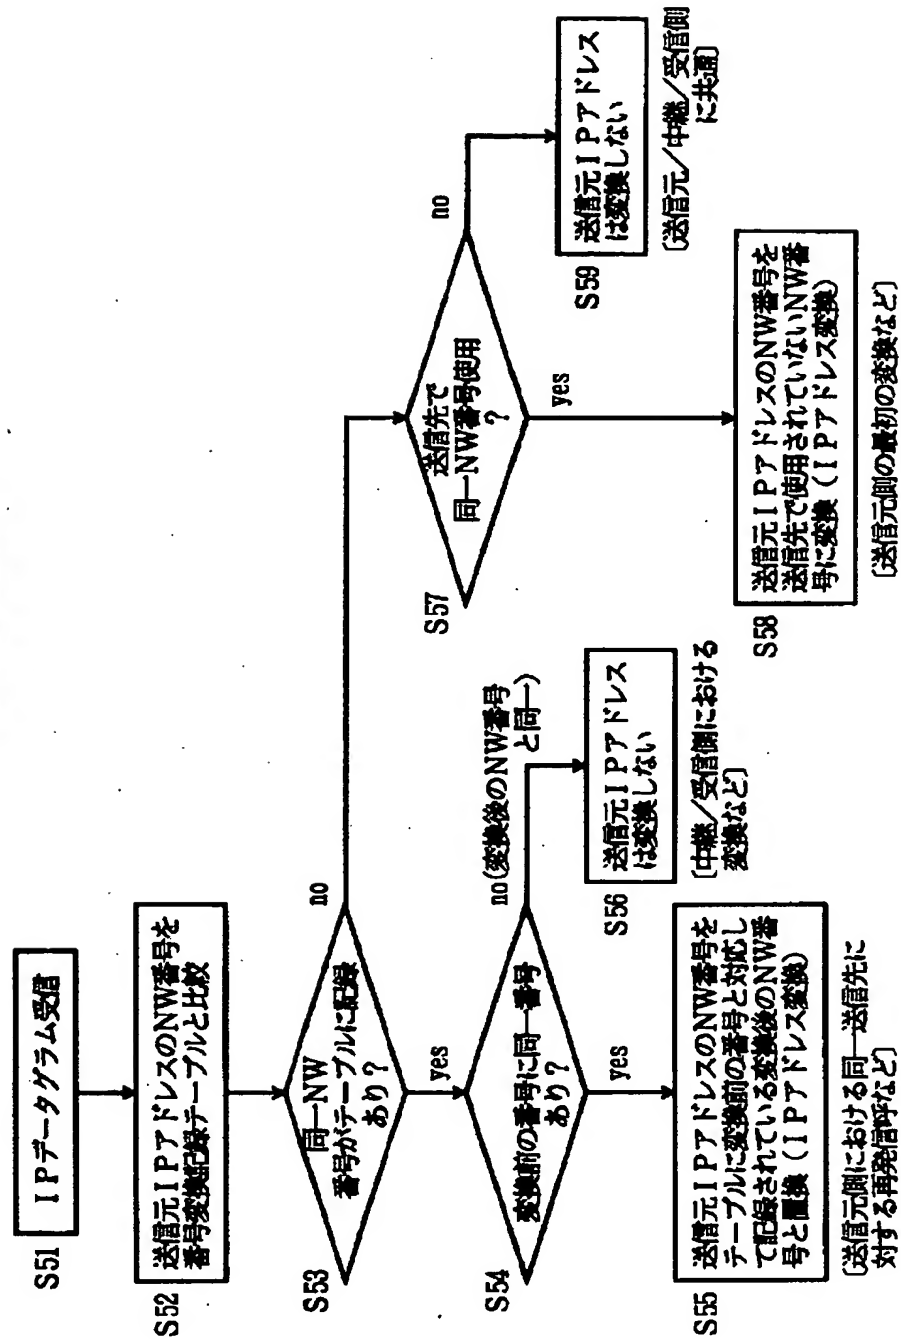 S51
IPデータグラム受信
S52
送信元IPアドレスのNW番号を
番号変換記録テーブルと比較
S53
同一NW
番号がテーブルに記録
あり?
no
yes
S54
変換前の番号に同一番号
あり?
no(変換後のNW番号
と同一)
yes
S55
送信元IPアドレスのNW番号を
テーブルに変換前の番号と対応し
て記録されている変換後のNW番
号と置換(IPアドレス変換)
〔送信元側における同一送信先に
対する再発信呼など〕
S56
送信元IPアドレス
は変換しない
〔中継/受信側における
変換など〕
S57
送信先で
同一NW番号使用
?
no
yes
S58
送信元IPアドレスのNW番号を
送信先で使用されていないNW番
号に変換(IPアドレス変換)
〔送信元側の最初の変換など〕
S59
送信元IPアドレス
は変換しない
〔送信元/中継/受信側
に共通〕